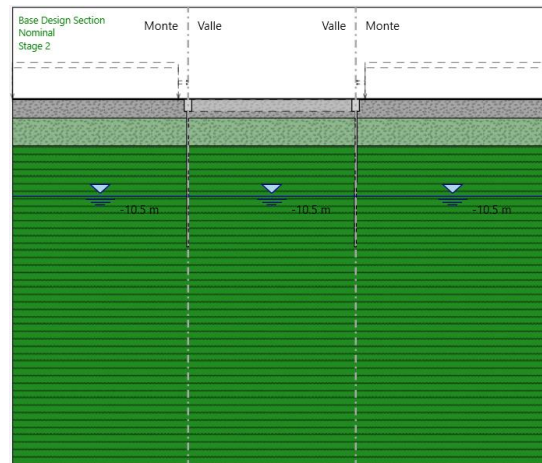 Base Design Section
Nominal
Stage 2
Monte Valle Valle Monte
-10.5 m -10.5 m -10.5 m